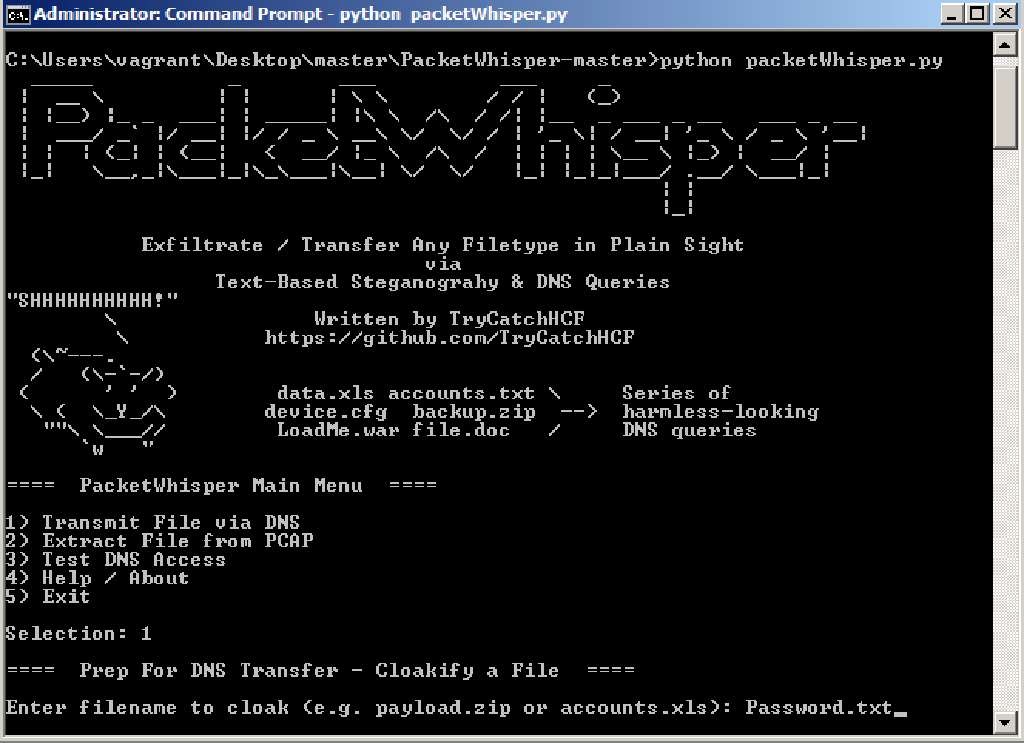 Administrator: Command Prompt - python packetWhisper.py
C:\Users\vagrant\Desktop\master\PacketWhisper-master>python packetWhisper.py
PacketWhisper
Exfiltrate / Transfer Any Filetype in Plain Sight
via
Text-Based Steganograhy & DNS Queries
"SHHHHHHHHHH!"
Written by TryCatchHCF
https://github.com/TryCatchHCF
data.xls accounts.txt \ Series of
device.cfg backup.zip --> harmless-looking
LoadMe.war file.doc / DNS queries
==== PacketWhisper Main Menu ====
1) Transmit File via DNS
2) Extract File from PCAP
3) Test DNS Access
4) Help / About
5) Exit
Selection: 1
==== Prep For DNS Transfer - Cloakify a File ====
Enter filename to cloak (e.g. payload.zip or accounts.xls): Password.txt_